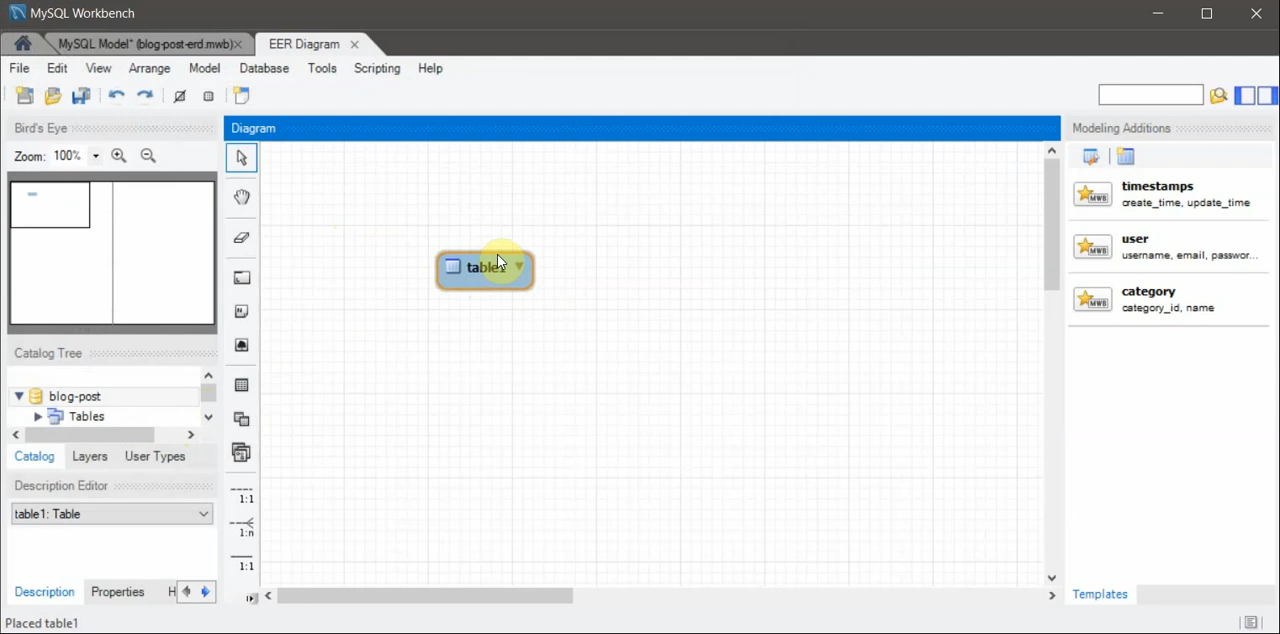 MySQL Workbench
MySQL Model* (blog-post-erd.mwb)
EER Diagram
File Edit View Arrange Model Database Tools Scripting Help
Bird's Eye
Zoom: 100%
Diagram
Modeling Additions
timestamps
create_time, update_time
user
username, email, passwor...
category
category_id, name
table1
Catalog Tree
blog-post
Tables
Catalog Layers User Types
Description Editor
table1: Table
1:1
1:n
1:1
Description Properties H
Templates
Placed table1